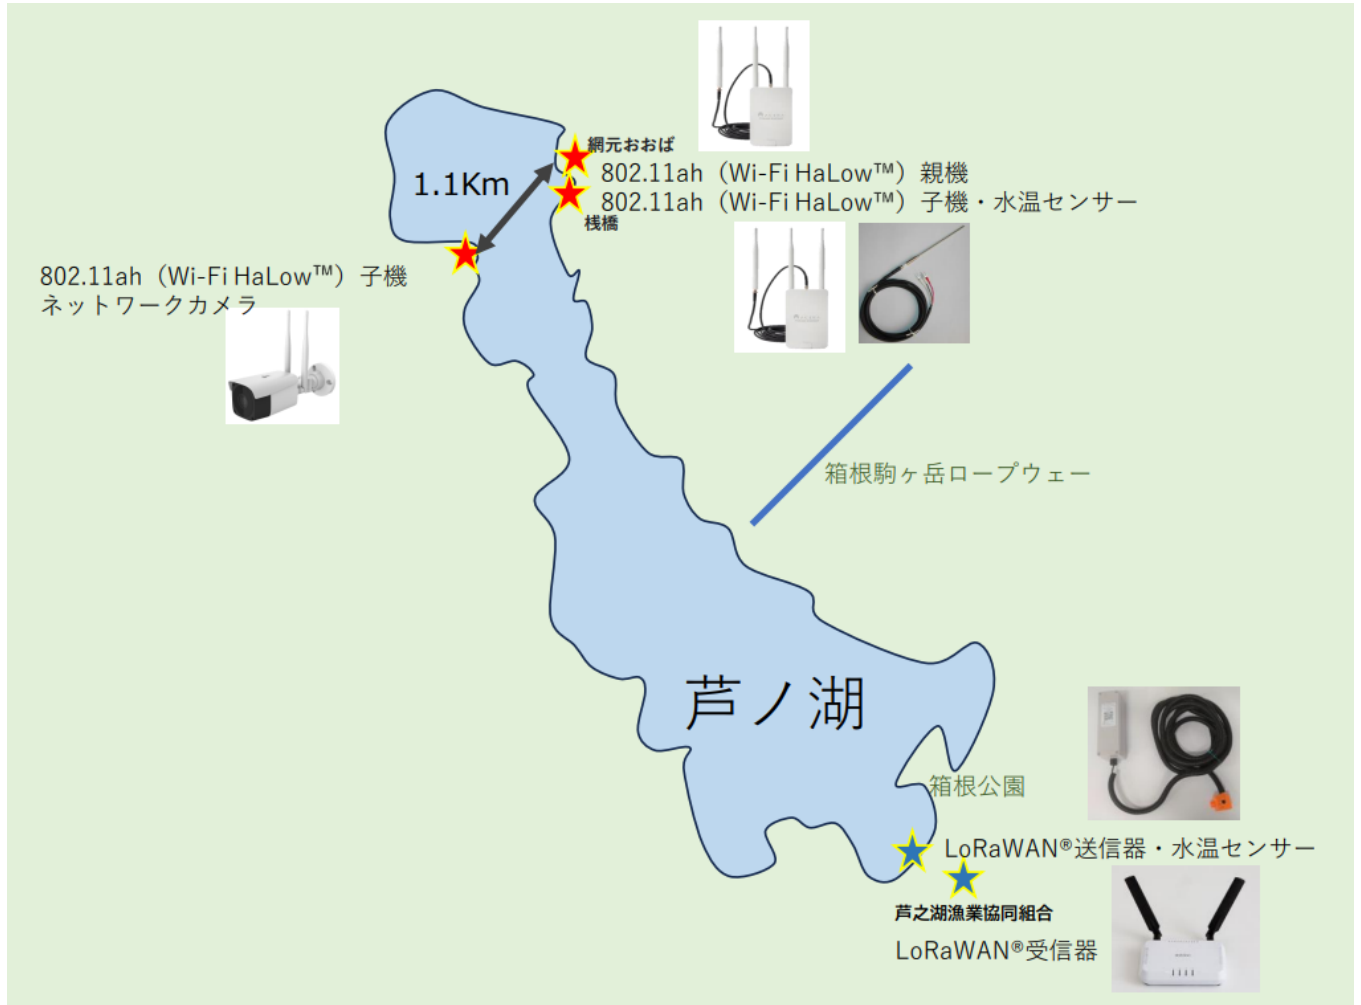 網元おおば
802.11ah（Wi-Fi HaLow™）親機
1.1Km
802.11ah（Wi-Fi HaLow™）子機・水温センサー
桟橋
802.11ah（Wi-Fi HaLow™）子機
ネットワークカメラ
箱根駒ヶ岳ロープウェー
芦ノ湖
箱根公園
LoRaWAN®送信器・水温センサー
芦之湖漁業協同組合
LoRaWAN®受信器